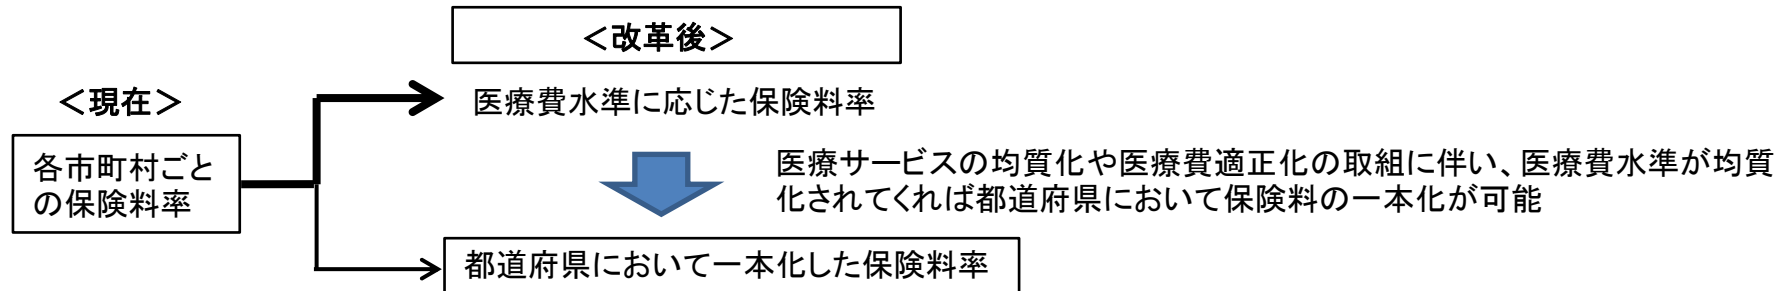 ＜改革後＞
＜現在＞
医療費水準に応じた保険料率
各市町村ごと
の保険料率
医療サービスの均質化や医療費適正化の取組に伴い、医療費水準が均質
化されてくれば都道府県において保険料の一本化が可能
都道府県において一本化した保険料率